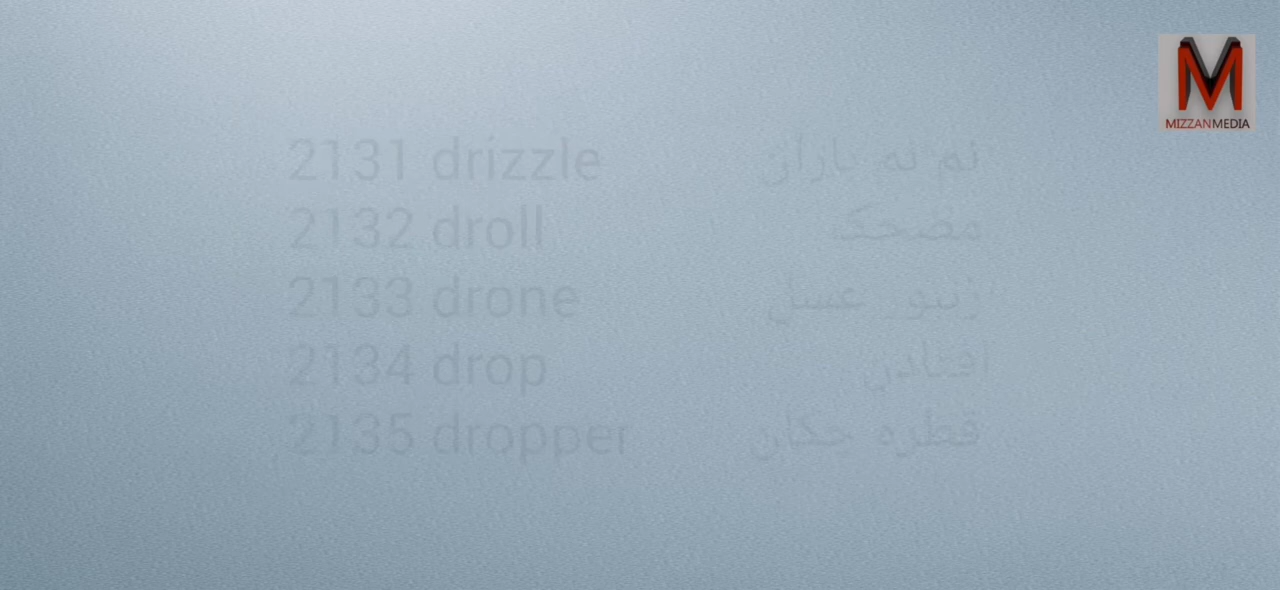 2131 drizzle نم نم باران
2132 droll مضحک
2133 drone زنبور عسل
2134 drop افتادن
2135 dropper قطره چکان
MIZZANMEDIA